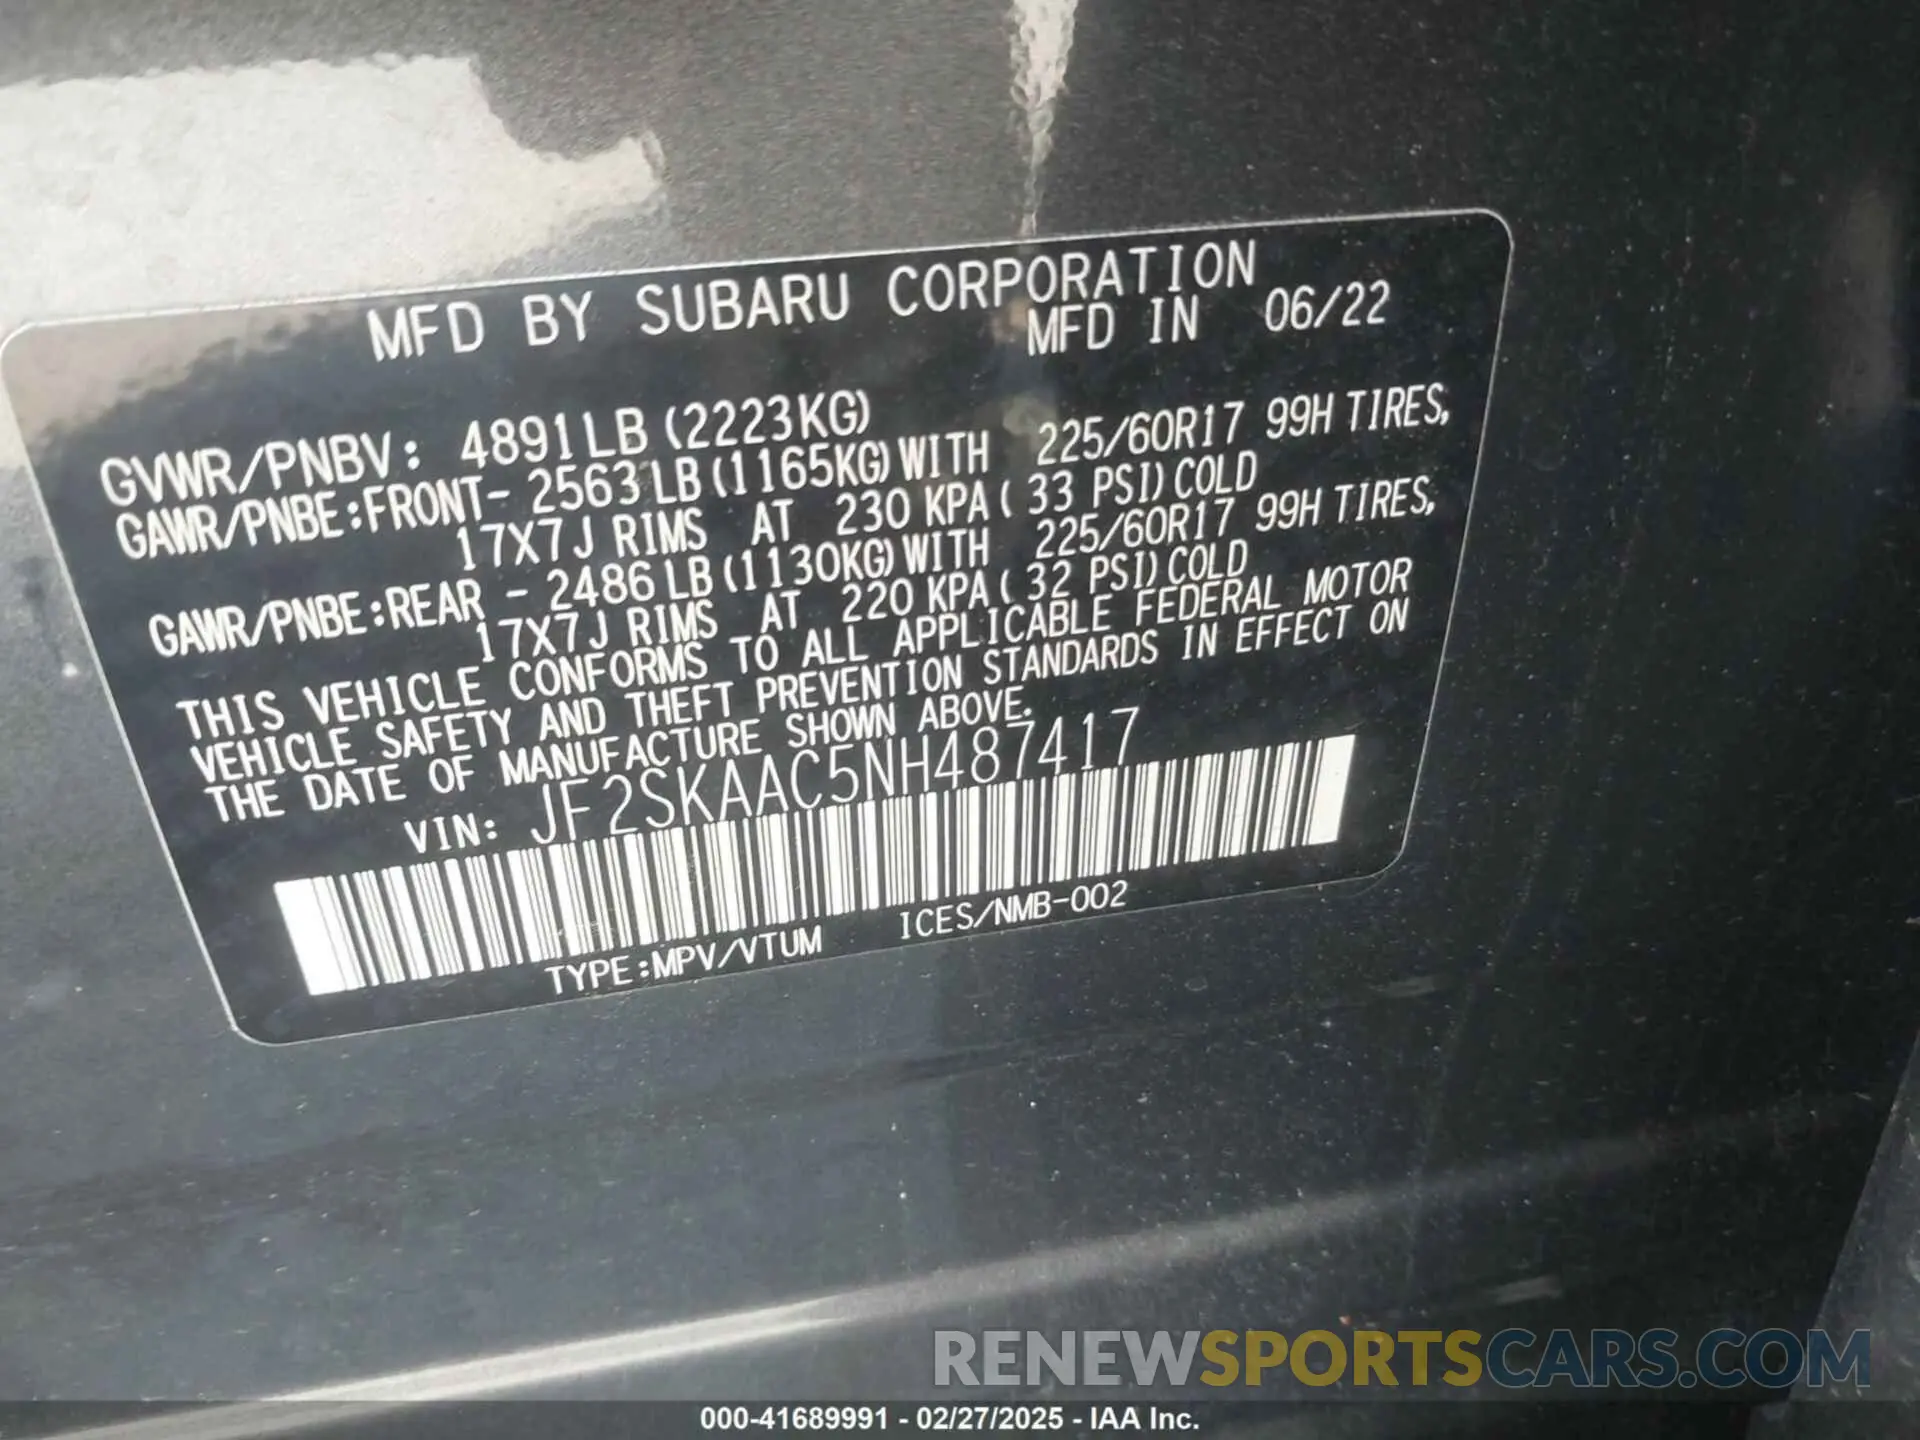 MFD BY SUBARU CORPORATION
MFD IN 06/22
GVWR/PNBV: 4891LB (2223KG)
GAWR/PNBE:FRONT- 2563 LB (1165KG) WITH 225/60R17 99H TIRES,
17X7J RIMS AT 230 KPA ( 33 PSI) COLD
GAWR/PNBE:REAR - 2486 LB (1130KG) WITH 225/60R17 99H TIRES,
17X7J RIMS AT 220 KPA ( 32 PSI) COLD
THIS VEHICLE CONFORMS TO ALL APPLICABLE FEDERAL MOTOR
VEHICLE SAFETY AND THEFT PREVENTION STANDARDS IN EFFECT ON
THE DATE OF MANUFACTURE SHOWN ABOVE.
VIN: JF2SKAAC5NH487417
TYPE:MPV/VTUM ICES/NMB-002
RENEWSPORTSCARS.COM
000-41689991 - 02/27/2025 - IAA Inc.